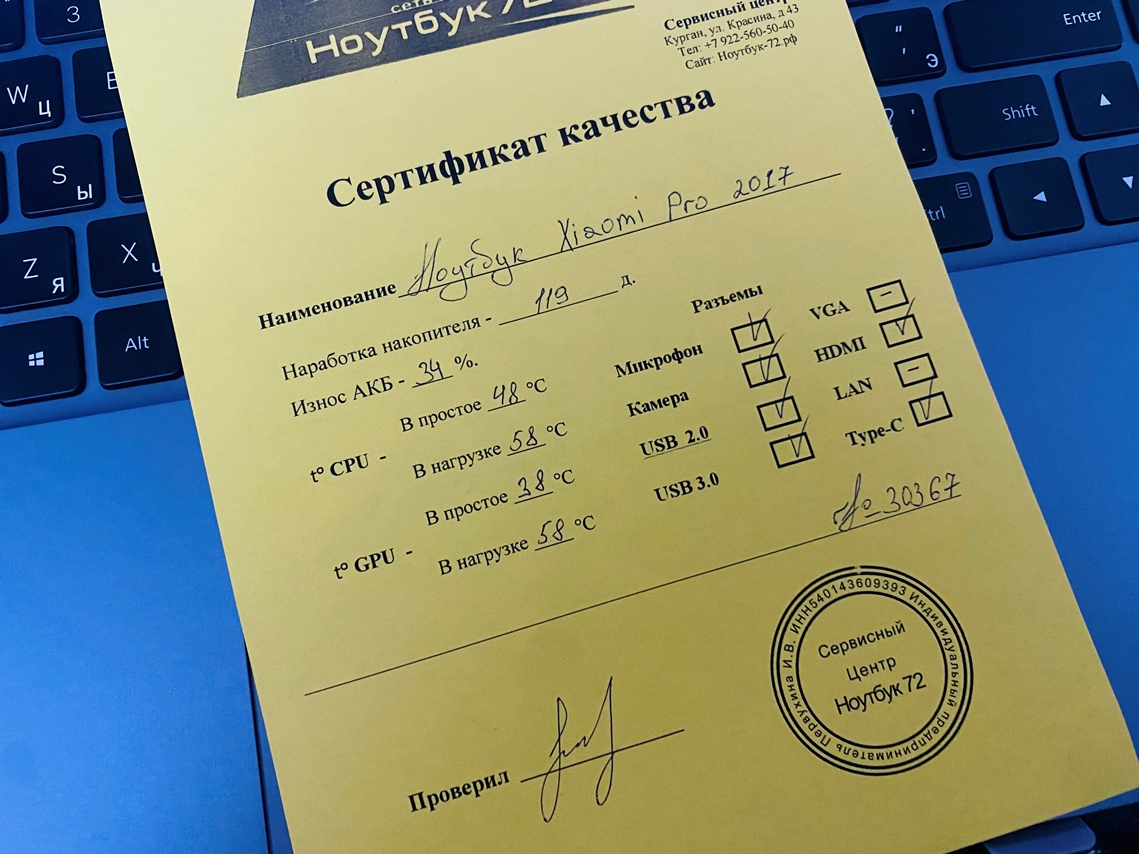 сеть
Ноутбук 72
Сервисный центр
Курган, ул. Красина, д 43
Тел: +7 922-560-50-40
Сайт: Ноутбук-72.рф
Сертификат качества
Наименование Ноутбук Xiaomi Pro 2017
Наработка накопителя - 119 д.
Износ АКБ - 34 %.
t° CPU - В простое 48 °C
В нагрузке 58 °C
t° GPU - В простое 38 °C
В нагрузке 58 °C
Разъемы
Микрофон
Камера
USB 2.0
USB 3.0
VGA -
HDMI
LAN -
Type-C
№ 30367
Проверил
Индивидуальный предприниматель Первухина И.В. ИНН540143609393
Сервисный
Центр
Ноутбук 72
З
W Ц
S Ы
Z Я
X Ч
Alt
Enter
" ' Э
? , .
Shift
▲
◄
▼
trl